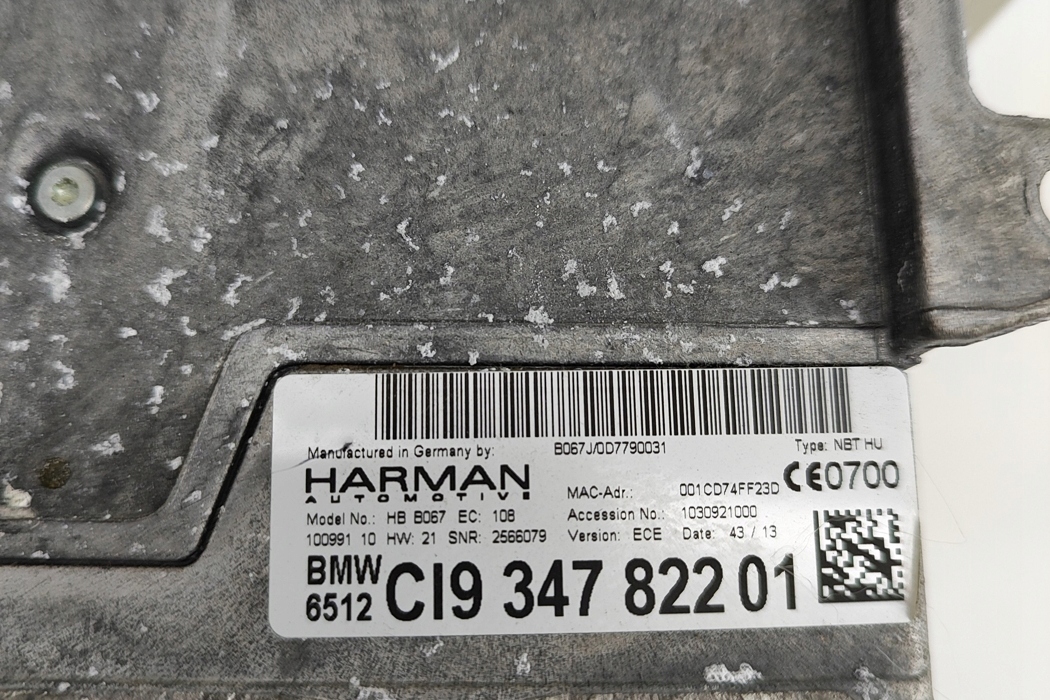 Manufactured in Germany by:
B067J/0D7790031
Type: NBT HU
HARMAN
AUTOMOTIVE
MAC-Adr.: 001CD74FF23D
CE0700
Model No.: HB B067 EC: 108
Accession No.: 1030921000
100991 10 HW: 21 SNR: 2566079
Version: ECE Date: 43 / 13
BMW
6512
CI9 347 822 01